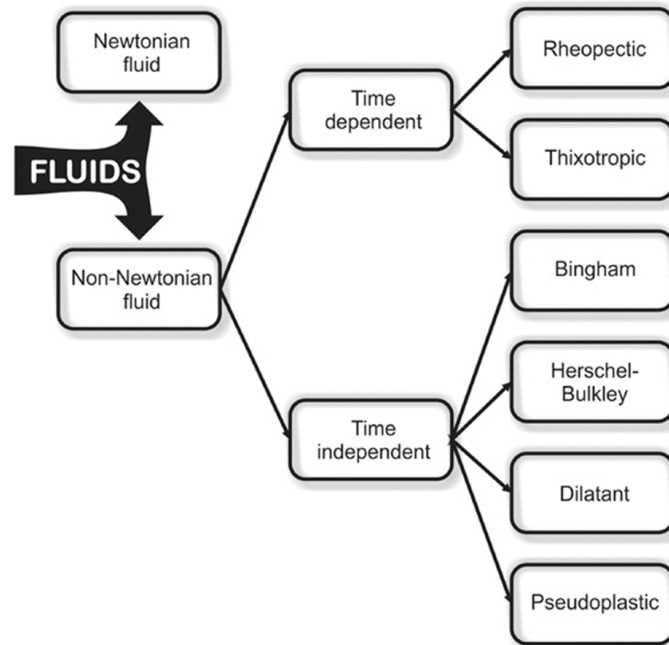 Newtonian
fluid
FLUIDS
Non-Newtonian
fluid
Time
dependent
Time
independent
Rheopectic
Thixotropic
Bingham
Herschel-
Bulkley
Dilatant
Pseudoplastic